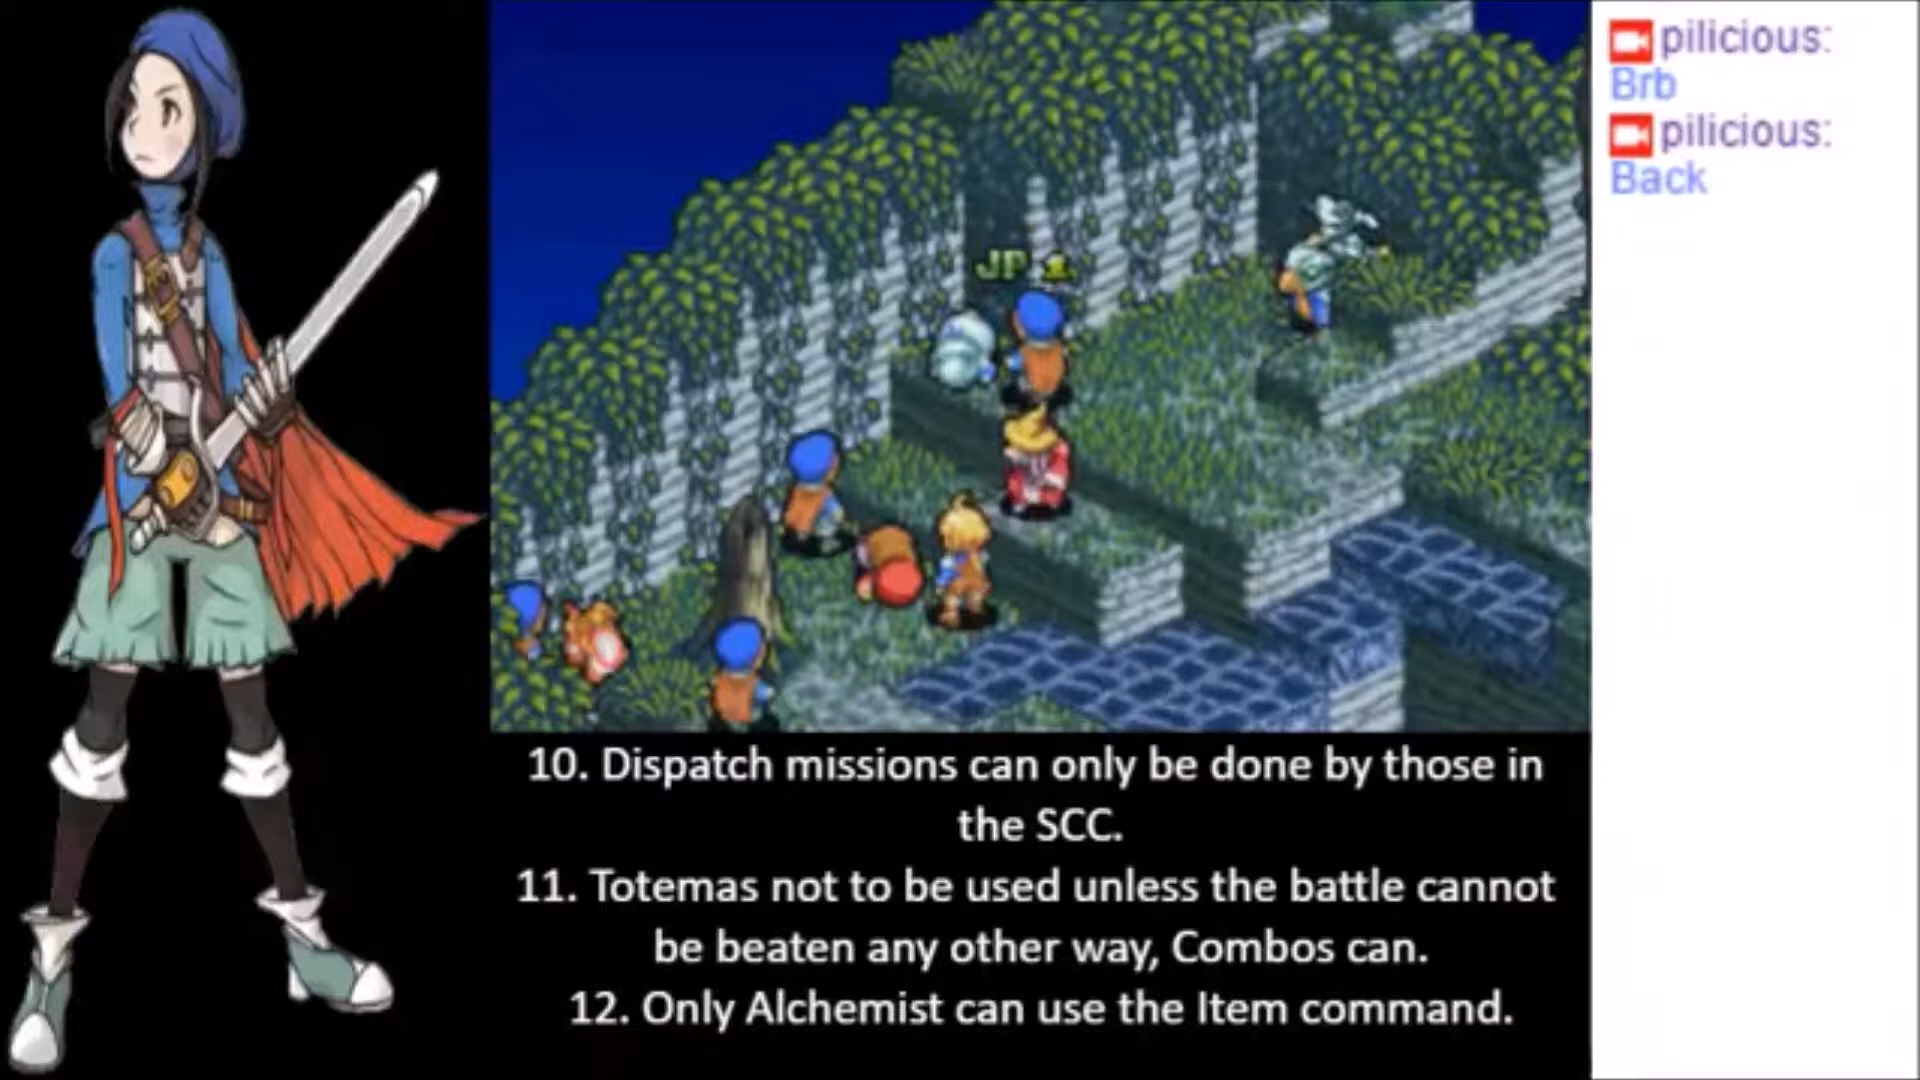 pilicious:
Brb
pilicious:
Back
JP 1
10. Dispatch missions can only be done by those in
the SCC.
11. Totemas not to be used unless the battle cannot
be beaten any other way, Combos can.
12. Only Alchemist can use the Item command.